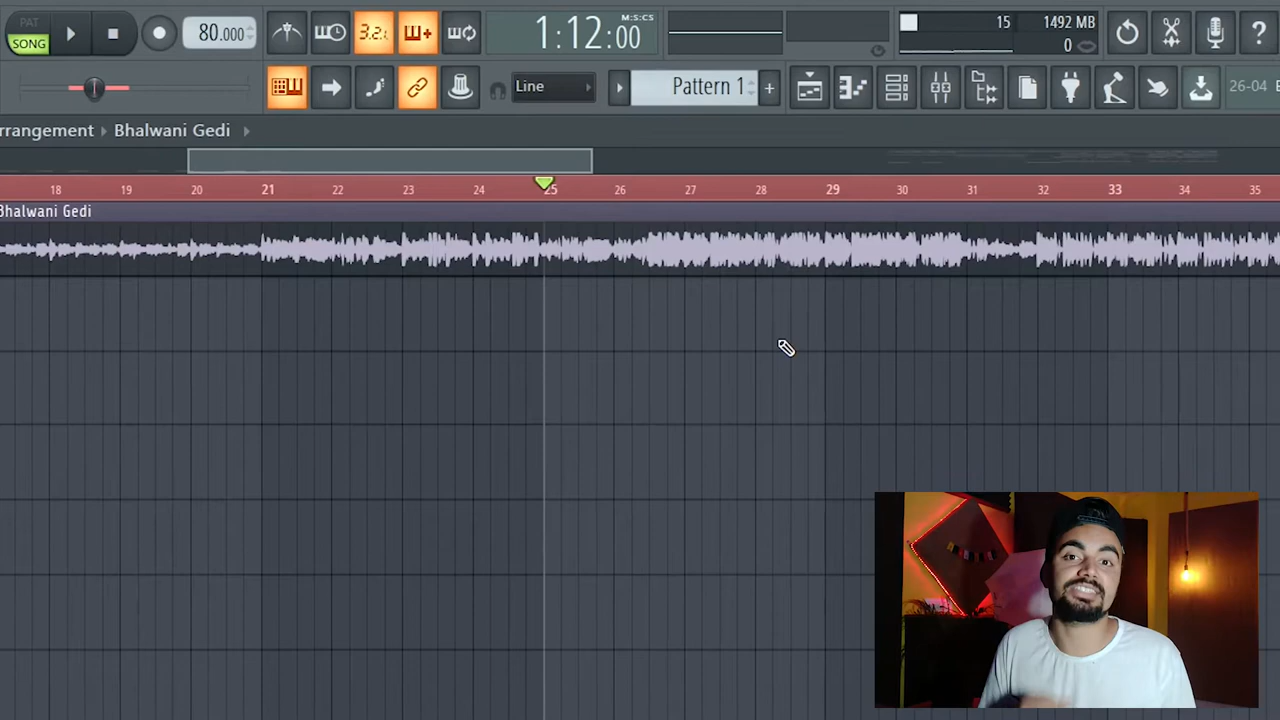 PAT
SONG
80.000
3.2.
1:12:00
M:S:CS
15
1492 MB
0
?
Line
Pattern 1
+
26-04
rrangement
Bhalwani Gedi
18 19 20 21 22 23 24 25 26 27 28 29 30 31 32 33 34 35
Bhalwani Gedi